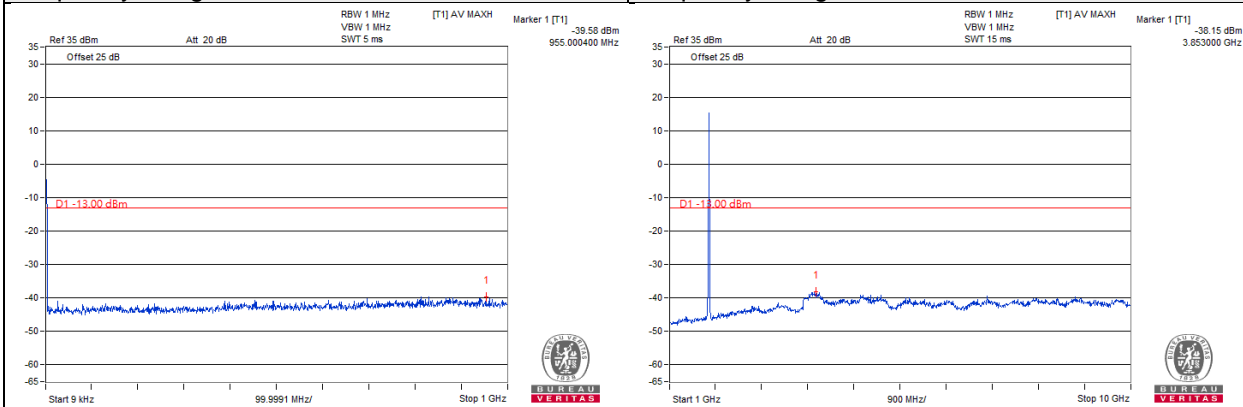 RBW 1 MHz
[T1] AV MAXH
Marker 1 [T1]
VBW 1 MHz
-39.58 dBm
Ref 35 dBm
Att 20 dB
SWT 5 ms
955.000400 MHz
35
Offset 25 dB
30
20
10
0
-10
D1 -13.00 dBm
-20
-30
1
-40
-50
-60
-65
Start 9 kHz
99.9991 MHz/
Stop 1 GHz
BUREAU VERITAS
1828
BUREAU
VERITAS
RBW 1 MHz
[T1] AV MAXH
Marker 1 [T1]
VBW 1 MHz
-38.15 dBm
Ref 35 dBm
Att 20 dB
SWT 15 ms
3.853000 GHz
35
Offset 25 dB
30
20
10
0
-10
D1 -13.00 dBm
-20
-30
1
-40
-50
-60
-65
Start 1 GHz
900 MHz/
Stop 10 GHz
BUREAU VERITAS
1828
BUREAU
VERITAS